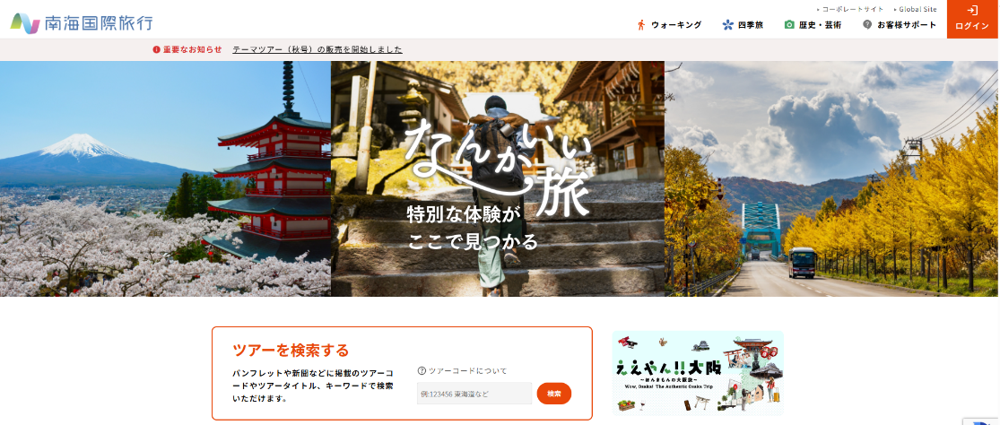 南海国際旅行
コーポレートサイト
Global Site
ウォーキング
四季旅
歴史・芸術
お客様サポート
ログイン
重要なお知らせ
テーマツアー（秋号）の販売を開始しました
なんかいい旅
特別な体験が
ここで見つかる
ツアーを検索する
パンフレットや新聞などに掲載のツアーコ
ードやツアータイトル、キーワードで検索
いただけます。
ツアーコードについて
例:123456 東海道など
検索
ええやん!!大阪
〜ほんまもんの大阪旅〜
Wow, Osaka! The Authentic Osaka Trip